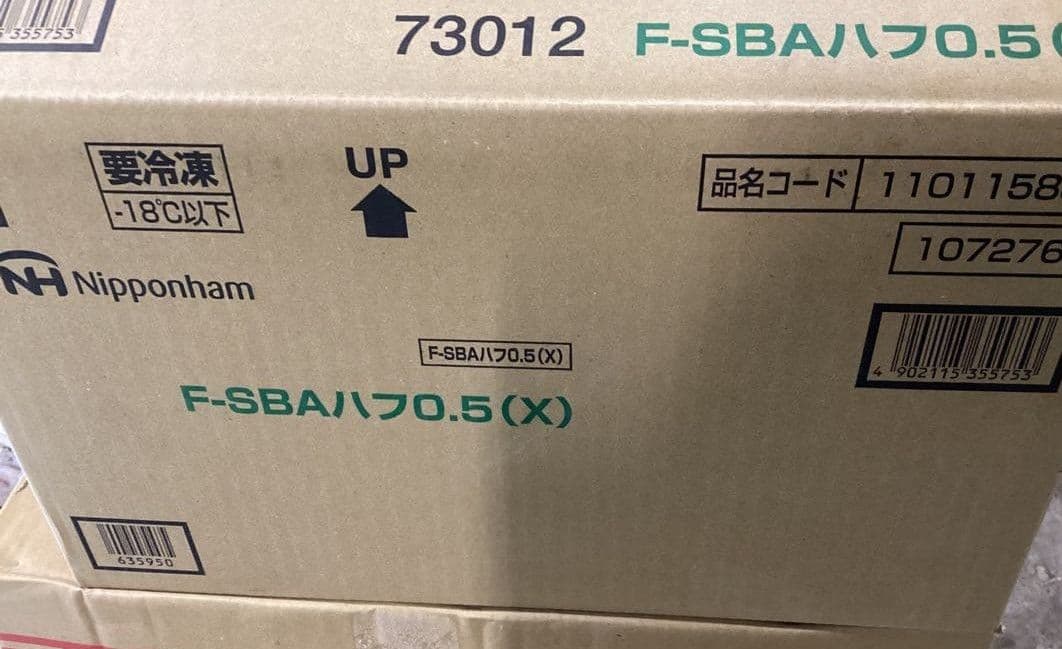 355753
73012 F-SBAハフ0.5(
要冷凍
-18℃以下
UP
品名コード 1101158
107276
NH Nipponham
4 902115 355753
F-SBAハフ0.5(X)
F-SBAハフ0.5(X)
635950